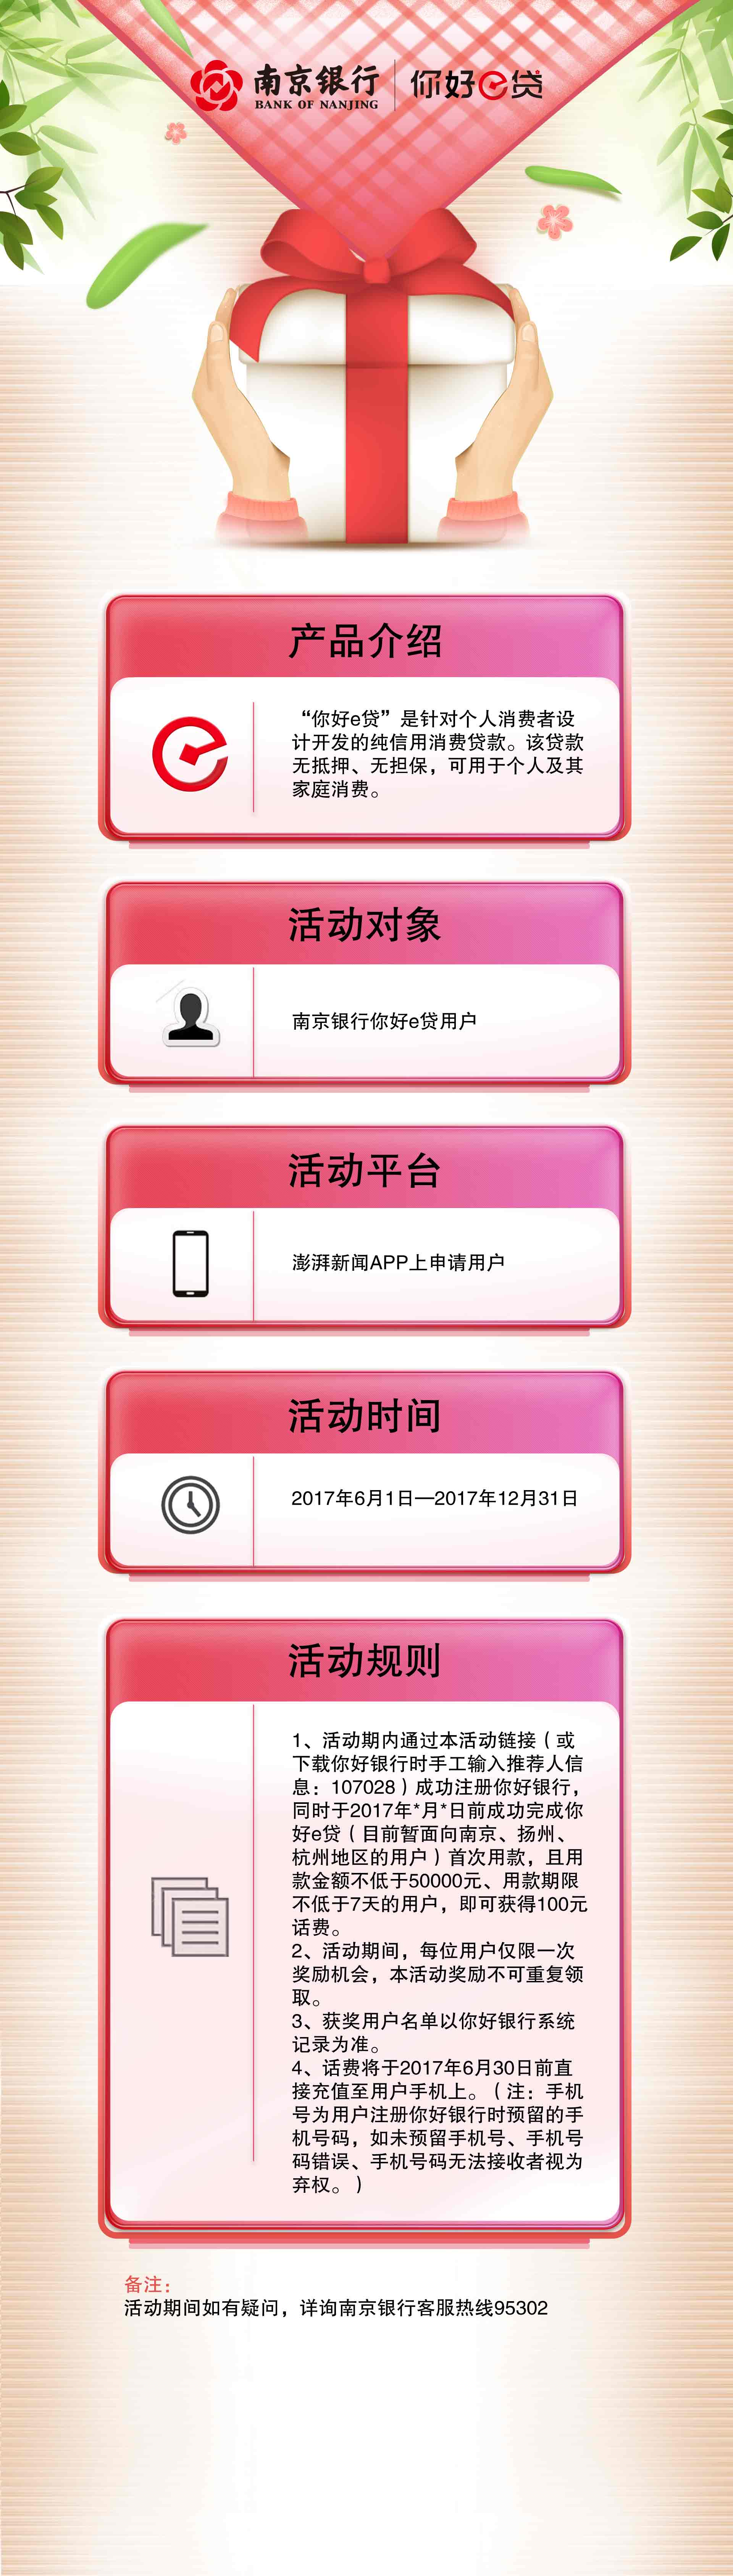 南京银行
BANK OF NANJING
你好e贷
产品介绍
“你好e贷”是针对个人消费者设
计开发的纯信用消费贷款。该贷款
无抵押、无担保，可用于个人及其
家庭消费。
活动对象
南京银行你好e贷用户
活动平台
澎湃新闻APP上申请用户
活动时间
2017年6月1日—2017年12月31日
活动规则
1、活动期内通过本活动链接（或
下载你好银行时手工输入推荐人信
息：107028）成功注册你好银行，
同时于2017年*月*日前成功完成你
好e贷（目前暂面向南京、扬州、
杭州地区的用户）首次用款，且用
款金额不低于50000元、用款期限
不低于7天的用户，即可获得100元
话费。
2、活动期间，每位用户仅限一次
奖励机会，本活动奖励不可重复领
取。
3、获奖用户名单以你好银行系统
记录为准。
4、话费将于2017年6月30日前直
接充值至用户手机上。（注：手机
号为用户注册你好银行时预留的手
机号码，如未预留手机号、手机号
码错误、手机号码无法接收者视为
弃权。）
备注：
活动期间如有疑问，详询南京银行客服热线95302